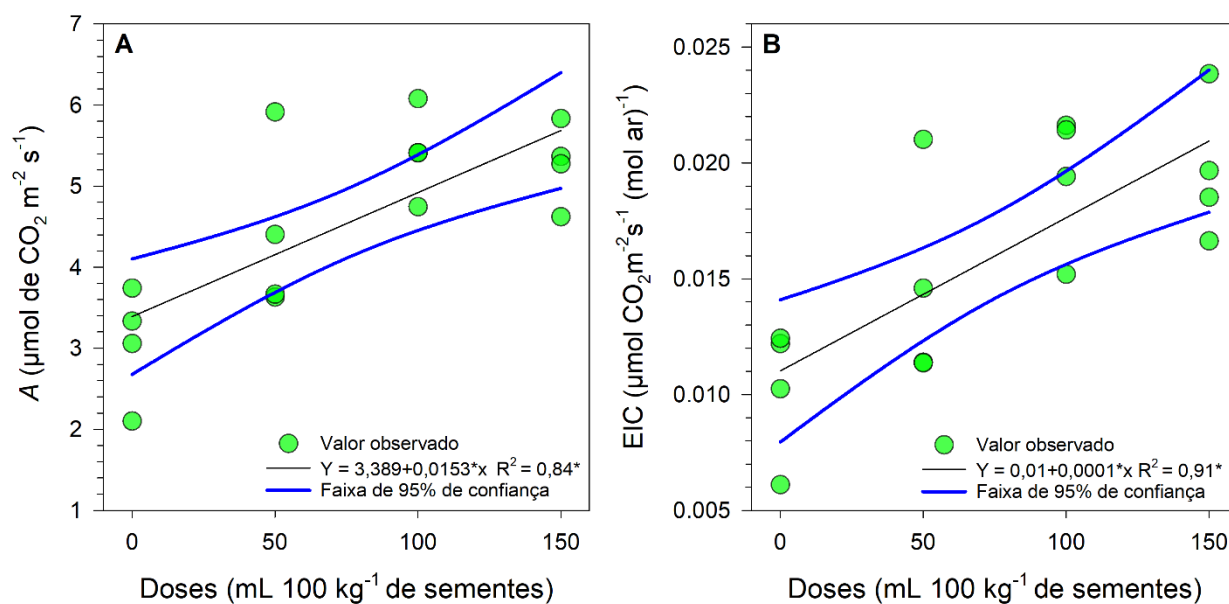 A
7
6
5
4
3
2
1
A (µmol de CO₂ m⁻² s⁻¹)
Valor observado
Y = 3,389+0,0153*x R² = 0,84*
Faixa de 95% de confiança
0 50 100 150
Doses (mL 100 kg⁻¹ de sementes)
B
0.025
0.020
0.015
0.010
0.005
EIC (µmol CO₂m⁻²s⁻¹ (mol ar)⁻¹
Valor observado
Y = 0,01+0,0001*x R² = 0,91*
Faixa de 95% de confiança
0 50 100 150
Doses (mL 100 kg⁻¹ de sementes)